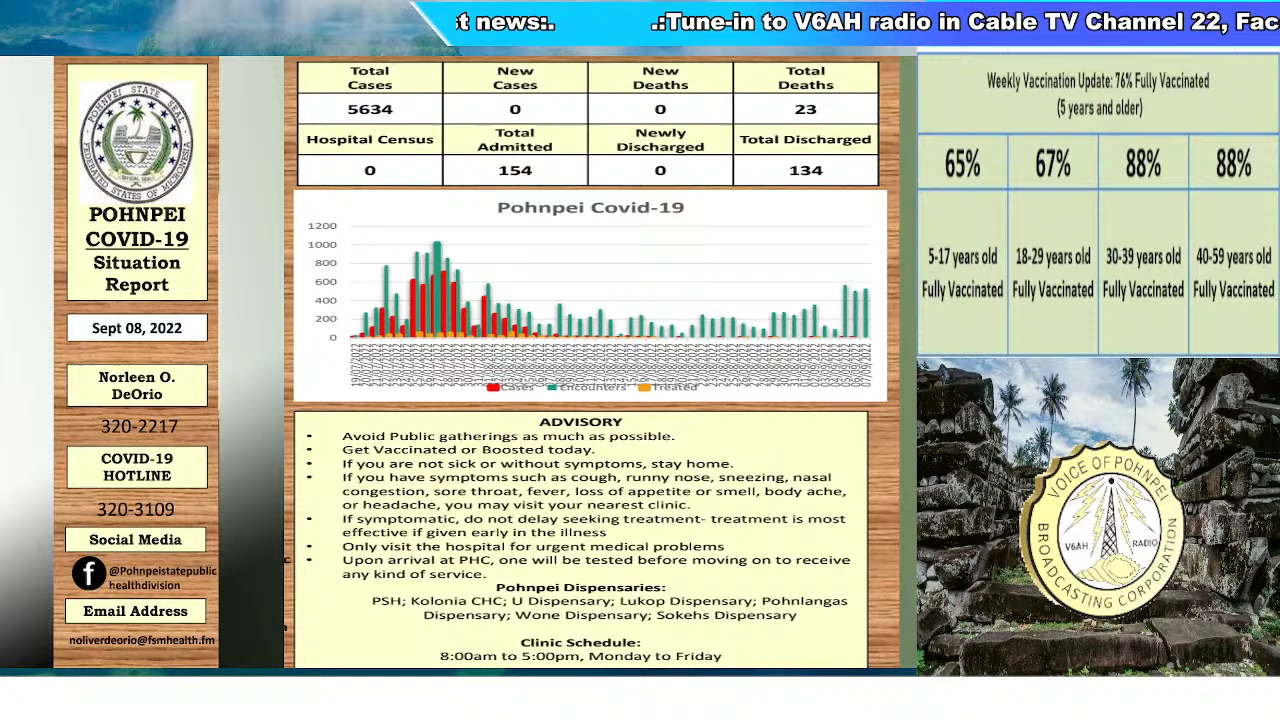 t news:.
.:Tune-in to V6AH radio in Cable TV Channel 22, Fac
POHNPEI STATE SEAL
FEDERATED STATES OF MICRONESIA
POHNPEI
COVID-19
Situation
Report
Sept 08, 2022
Norleen O.
DeOrio
320-2217
COVID-19
HOTLINE
320-3109
Social Media
@Pohnpeistatepublic
healthdivision
Email Address
noliverdeorio@fsmhealth.fm
Total Cases
New Cases
New Deaths
Total Deaths
5634
0
0
23
Hospital Census
Total Admitted
Newly Discharged
Total Discharged
0
154
0
134
Pohnpei Covid-19
1200
1000
800
600
400
200
0
Cases
Encounters
Treated
ADVISORY
• Avoid Public gatherings as much as possible.
• Get Vaccinated or Boosted today.
• If you are not sick or without symptoms, stay home.
• If you have symptoms such as cough, runny nose, sneezing, nasal
congestion, sore throat, fever, loss of appetite or smell, body ache,
or headache, you may visit your nearest clinic.
• If symptomatic, do not delay seeking treatment- treatment is most
effective if given early in the illness
• Only visit the hospital for urgent medical problems
• Upon arrival at PHC, one will be tested before moving on to receive
any kind of service.
Pohnpei Dispensaries:
PSH; Kolonia CHC; U Dispensary; Lukop Dispensary; Pohnlangas
Dispensary; Wone Dispensary; Sokehs Dispensary
Clinic Schedule:
8:00am to 5:00pm, Monday to Friday
Weekly Vaccination Update: 76% Fully Vaccinated
(5 years and older)
65%
67%
88%
88%
5-17 years old
Fully Vaccinated
18-29 years old
Fully Vaccinated
30-39 years old
Fully Vaccinated
40-59 years old
Fully Vaccinated
VOICE OF POHNPEI
V6AH RADIO
BROADCASTING CORPORATION